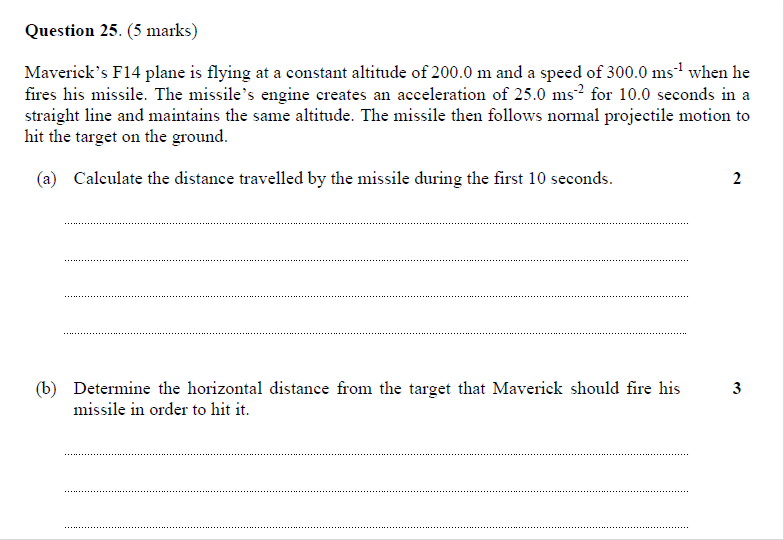 Question 25. (5 marks)
Maverick’s F14 plane is flying at a constant altitude of 200.0 m and a speed of 300.0 ms⁻¹ when he
fires his missile. The missile’s engine creates an acceleration of 25.0 ms⁻² for 10.0 seconds in a
straight line and maintains the same altitude. The missile then follows normal projectile motion to
hit the target on the ground.
(a) Calculate the distance travelled by the missile during the first 10 seconds. 2
(b) Determine the horizontal distance from the target that Maverick should fire his 3
missile in order to hit it.